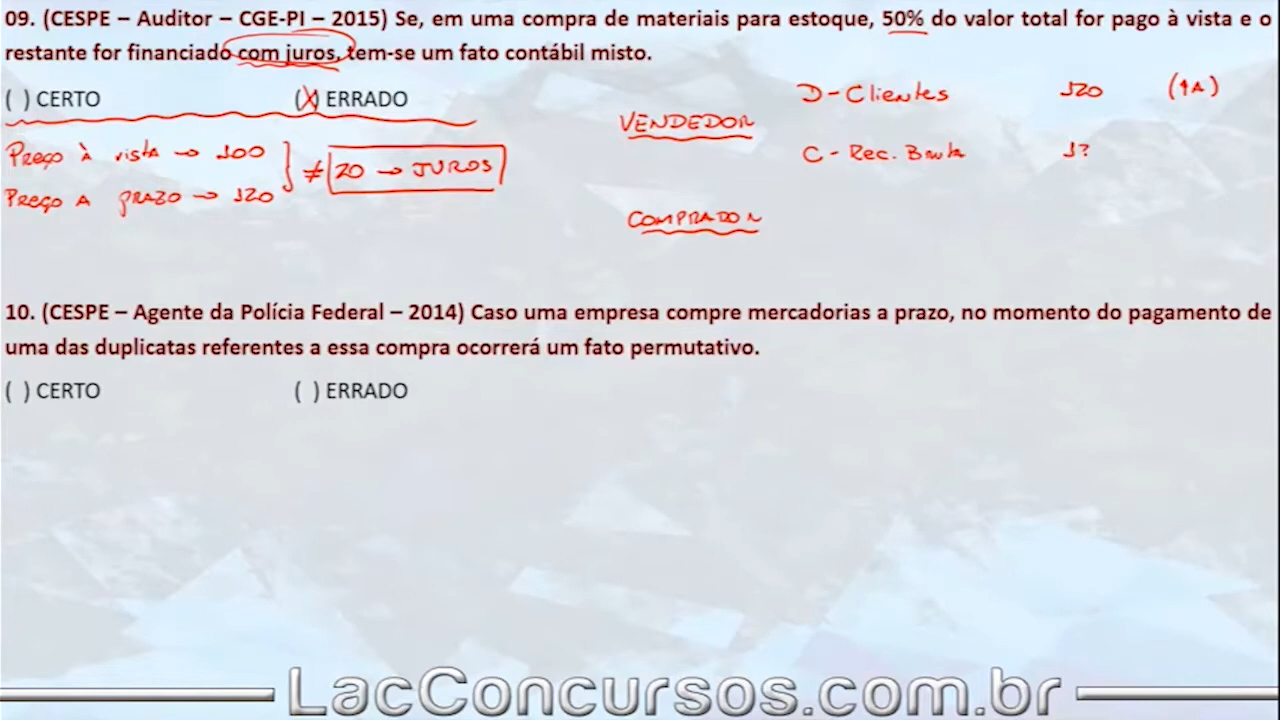 09. (CESPE – Auditor – CGE-PI – 2015) Se, em uma compra de materiais para estoque, 50% do valor total for pago à vista e o
restante for financiado com juros, tem-se um fato contábil misto.
( ) CERTO (X) ERRADO
PREÇO À vista → 100
PREÇO A PRAZO → 120
≠ 20 → JUROS
VENDEDOR
D - Clientes 120 (↑A)
C - Rec. Bruta 1?
COMPRADOR
10. (CESPE – Agente da Polícia Federal – 2014) Caso uma empresa compre mercadorias a prazo, no momento do pagamento de
uma das duplicatas referentes a essa compra ocorrerá um fato permutativo.
( ) CERTO ( ) ERRADO
LacConcursos.com.br